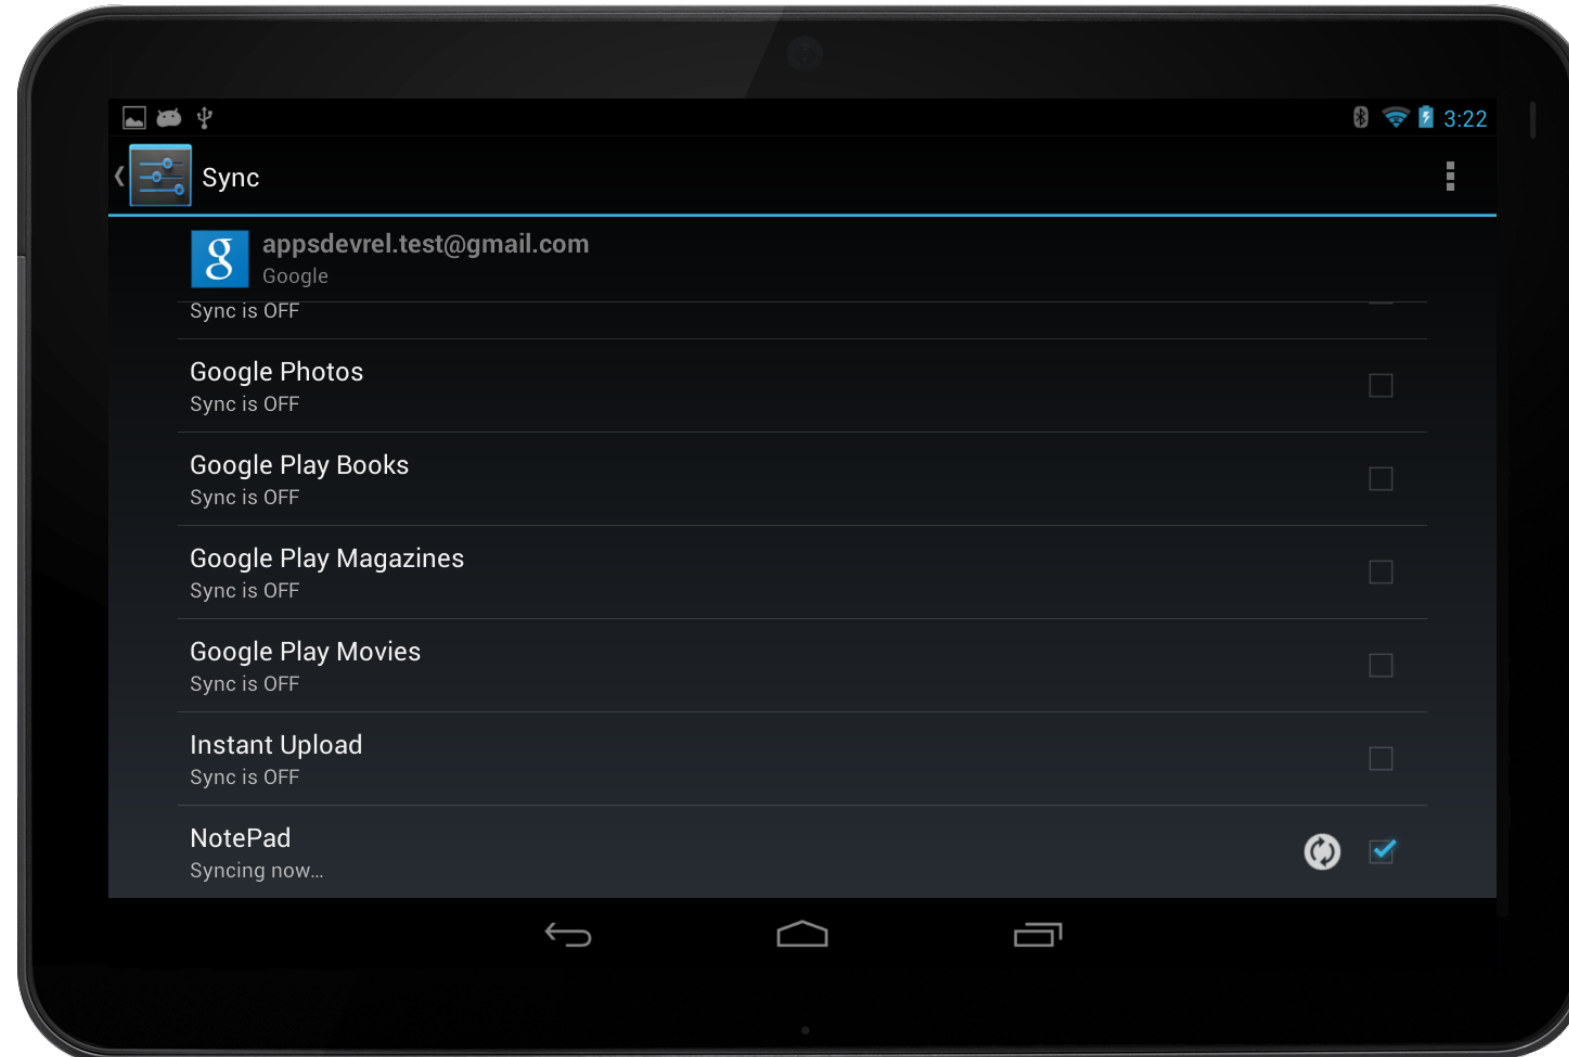 3:22
Sync
g
appsdevrel.test@gmail.com
Google
Sync is OFF
Google Photos
Sync is OFF
Google Play Books
Sync is OFF
Google Play Magazines
Sync is OFF
Google Play Movies
Sync is OFF
Instant Upload
Sync is OFF
NotePad
Syncing now...